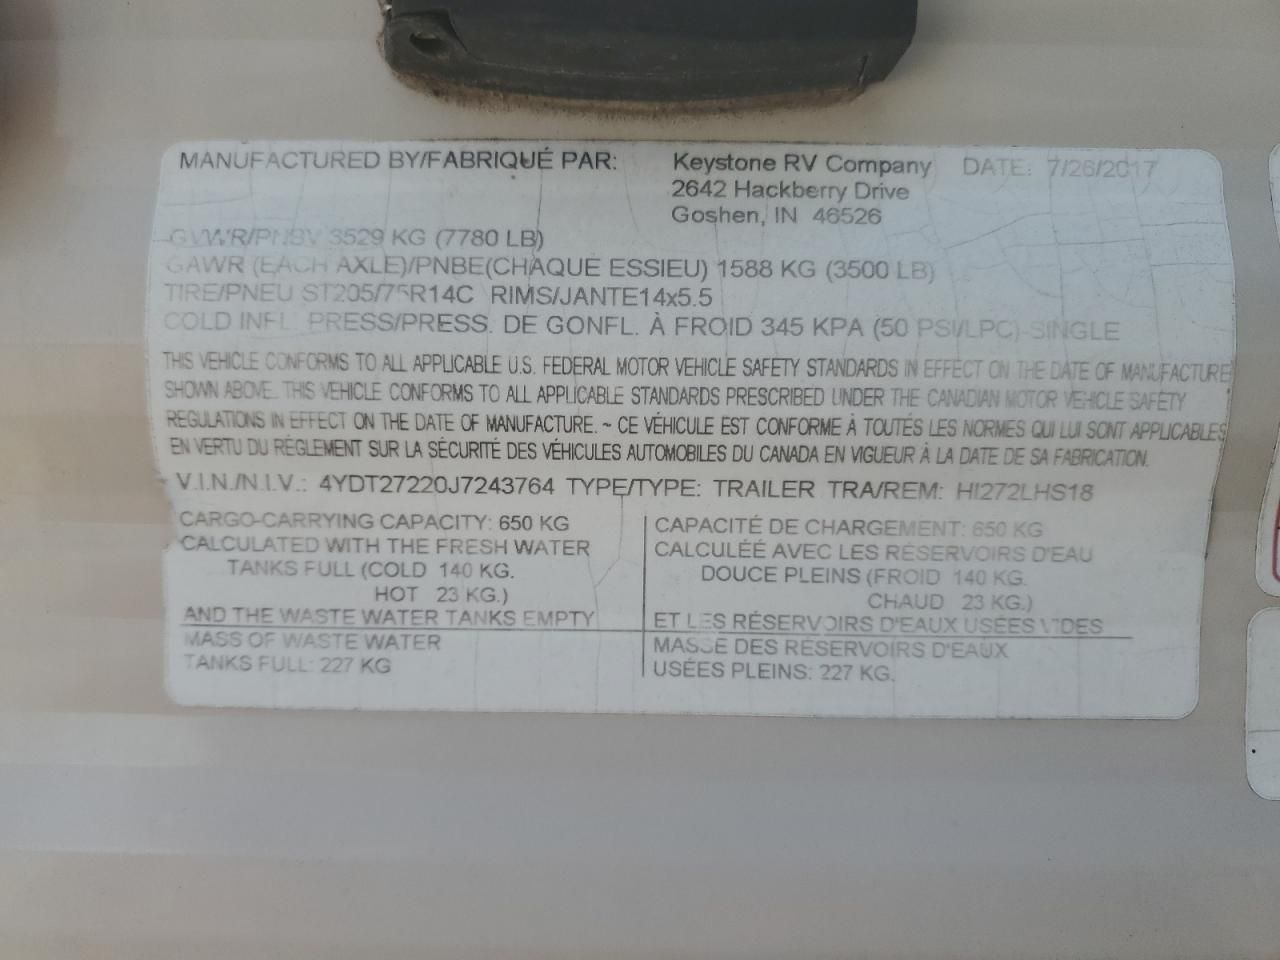 MANUFACTURED BY/FABRIQUÉ PAR: Keystone RV Company DATE: 7/26/2017
2642 Hackberry Drive
Goshen, IN 46526
GVWR/PNBV 3529 KG (7780 LB)
GAWR (EACH AXLE)/PNBE(CHAQUE ESSIEU) 1588 KG (3500 LB)
TIRE/PNEU ST205/75R14C RIMS/JANTE14x5.5
COLD INFL. PRESS/PRESS. DE GONFL. À FROID 345 KPA (50 PSI/LPC)-SINGLE
THIS VEHICLE CONFORMS TO ALL APPLICABLE U.S. FEDERAL MOTOR VEHICLE SAFETY STANDARDS IN EFFECT ON THE DATE OF MANUFACTURE
SHOWN ABOVE. THIS VEHICLE CONFORMS TO ALL APPLICABLE STANDARDS PRESCRIBED UNDER THE CANADIAN MOTOR VEHICLE SAFETY
REGULATIONS IN EFFECT ON THE DATE OF MANUFACTURE. ~ CE VÉHICULE EST CONFORME À TOUTÉS LES NORMES QUI LUI SONT APPLICABLES
EN VERTU DU RÉGLEMENT SUR LA SÉCURITÉ DES VÉHICULES AUTOMOBILES DU CANADA EN VIGUEUR À LA DATE DE SA FABRICATION.
V.I.N./N.I.V.: 4YDT27220J7243764 TYPE/TYPE: TRAILER TRA/REM: HI272LHS18
CARGO-CARRYING CAPACITY: 650 KG
CALCULATED WITH THE FRESH WATER
TANKS FULL (COLD 140 KG.
HOT 23 KG.)
AND THE WASTE WATER TANKS EMPTY
MASS OF WASTE WATER
TANKS FULL: 227 KG
CAPACITÉ DE CHARGEMENT: 650 KG
CALCULÉE AVEC LES RÉSERVOIRS D'EAU
DOUCE PLEINS (FROID 140 KG.
CHAUD 23 KG.)
ET LES RÉSERVOIRS D'EAUX USÉES VIDES
MASSE DES RÉSERVOIRS D'EAUX
USÉES PLEINS: 227 KG.